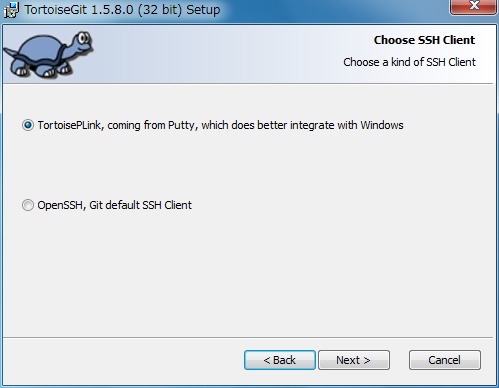 TortoiseGit 1.5.8.0 (32 bit) Setup
Choose SSH Client
Choose a kind of SSH Client
TortoisePLink, coming from Putty, which does better integrate with Windows
OpenSSH, Git default SSH Client
< Back
Next >
Cancel